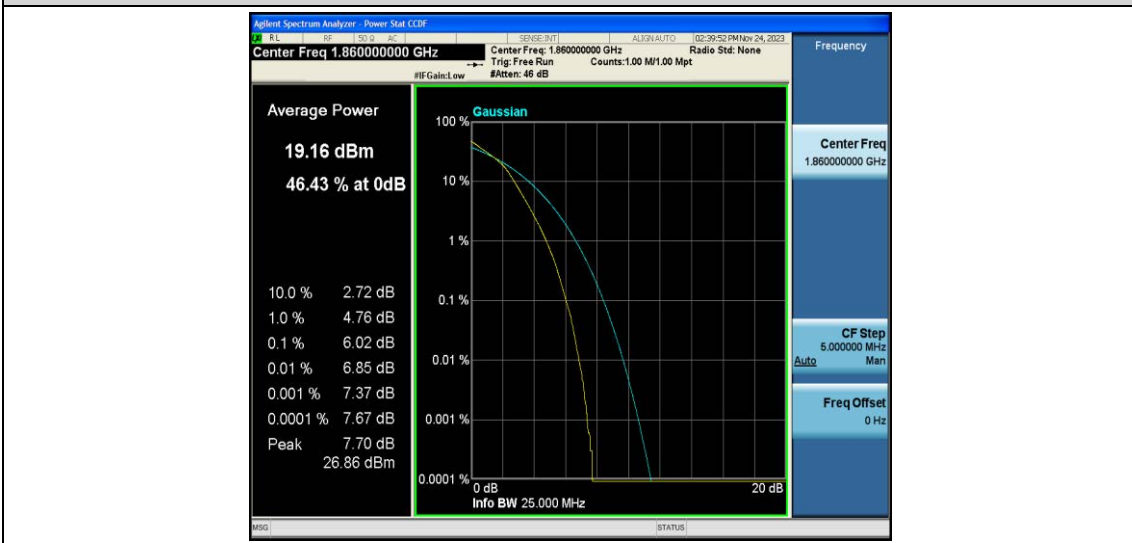 Agilent Spectrum Analyzer - Power Stat CCDF
RL RF 50 Ω AC SENSE:INT ALIGN AUTO 02:39:52 PM Nov 24, 2023
Center Freq 1.860000000 GHz
Center Freq: 1.860000000 GHz Radio Std: None
Trig: Free Run Counts:1.00 M/1.00 Mpt
#IFGain:Low #Atten: 46 dB
Frequency
Average Power
19.16 dBm
46.43 % at 0dB
10.0 % 2.72 dB
1.0 % 4.76 dB
0.1 % 6.02 dB
0.01 % 6.85 dB
0.001 % 7.37 dB
0.0001 % 7.67 dB
Peak 7.70 dB
26.86 dBm
Gaussian
100 %
10 %
1 %
0.1 %
0.01 %
0.001 %
0.0001 %
0 dB 20 dB
Info BW 25.000 MHz
Center Freq
1.860000000 GHz
CF Step
5.000000 MHz
Auto Man
Freq Offset
0 Hz
MSG STATUS